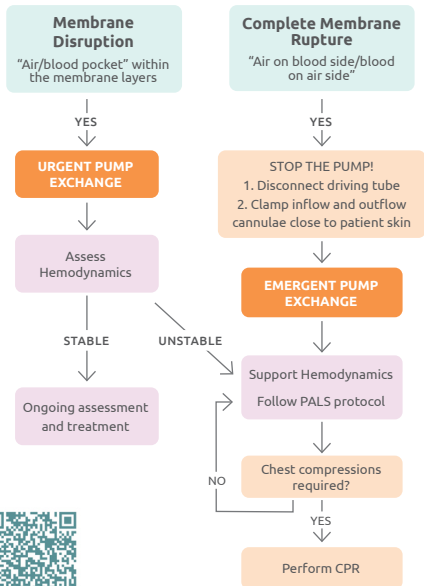 Membrane
Disruption
“Air/blood pocket” within
the membrane layers
YES
URGENT PUMP
EXCHANGE
Assess
Hemodynamics
STABLE
UNSTABLE
Ongoing assessment
and treatment
Complete Membrane
Rupture
“Air on blood side/blood
on air side”
YES
STOP THE PUMP!
1. Disconnect driving tube
2. Clamp inflow and outflow
cannulae close to patient skin
EMERGENT PUMP
EXCHANGE
Support Hemodynamics
Follow PALS protocol
Chest compressions
required?
NO
YES
Perform CPR